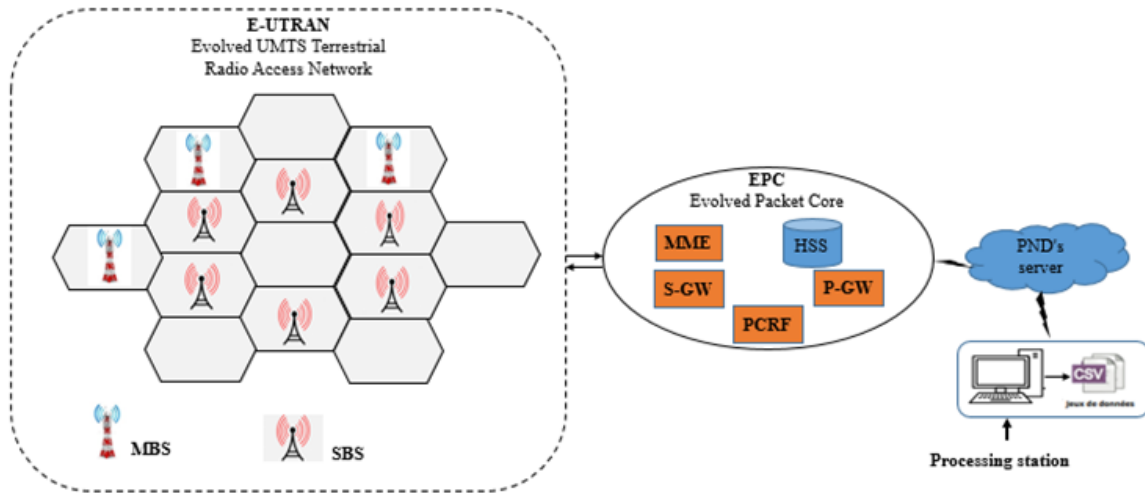 E-UTRAN
Evolved UMTS Terrestrial
Radio Access Network
MBS
SBS
EPC
Evolved Packet Core
MME
HSS
S-GW
P-GW
PCRF
PND's
server
CSV
Jeux de données
Processing station